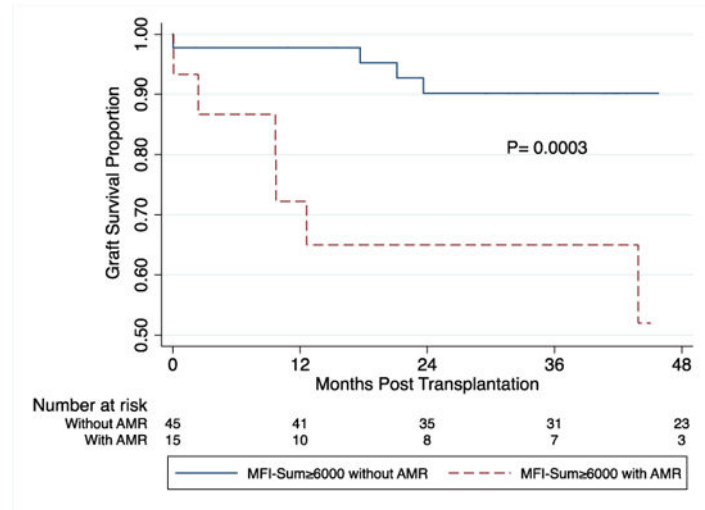 Graft Survival Proportion
1.00
0.90
0.80
0.70
0.60
0.50
P= 0.0003
0 12 24 36 48
Months Post Transplantation
Number at risk
Without AMR 45 41 35 31 23
With AMR 15 10 8 7 3
MFI-Sum≥6000 without AMR MFI-Sum≥6000 with AMR